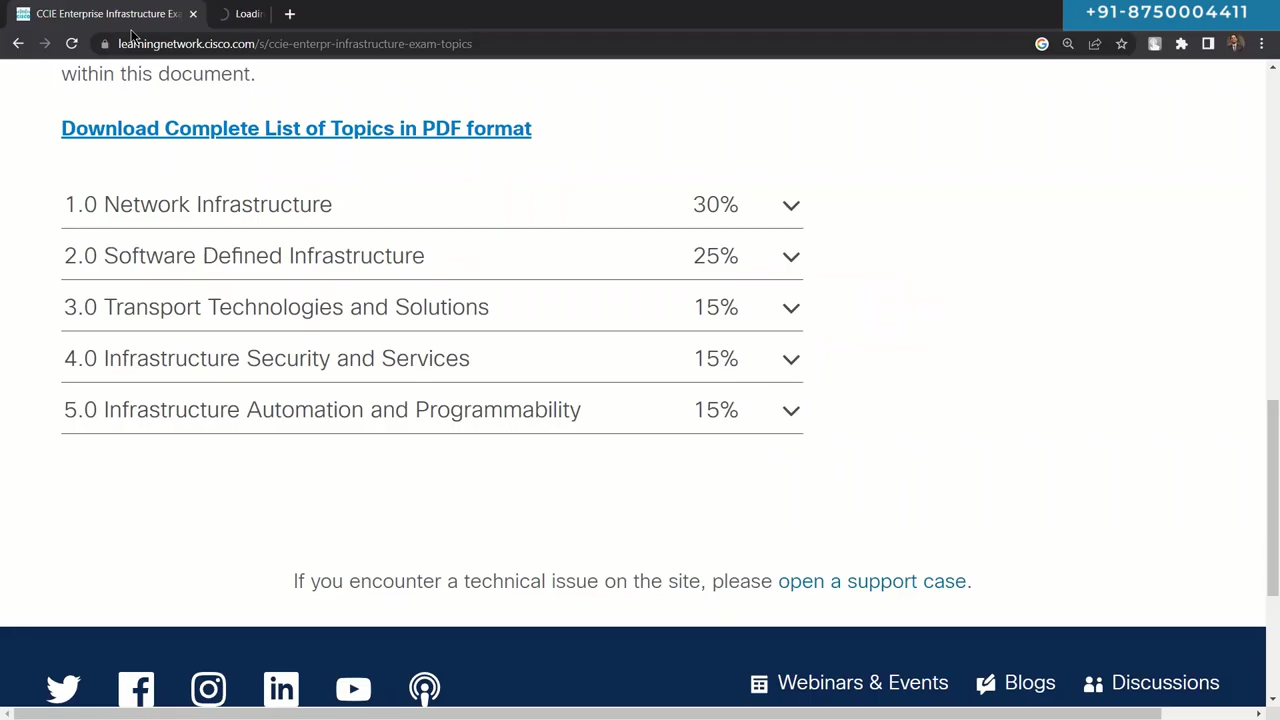 CCIE Enterprise Infrastructure Exa
Loadin
+91-8750004411
learningnetwork.cisco.com/s/ccie-enterpr-infrastructure-exam-topics
within this document.
Download Complete List of Topics in PDF format
1.0 Network Infrastructure 30%
2.0 Software Defined Infrastructure 25%
3.0 Transport Technologies and Solutions 15%
4.0 Infrastructure Security and Services 15%
5.0 Infrastructure Automation and Programmability 15%
If you encounter a technical issue on the site, please open a support case.
Webinars & Events Blogs Discussions